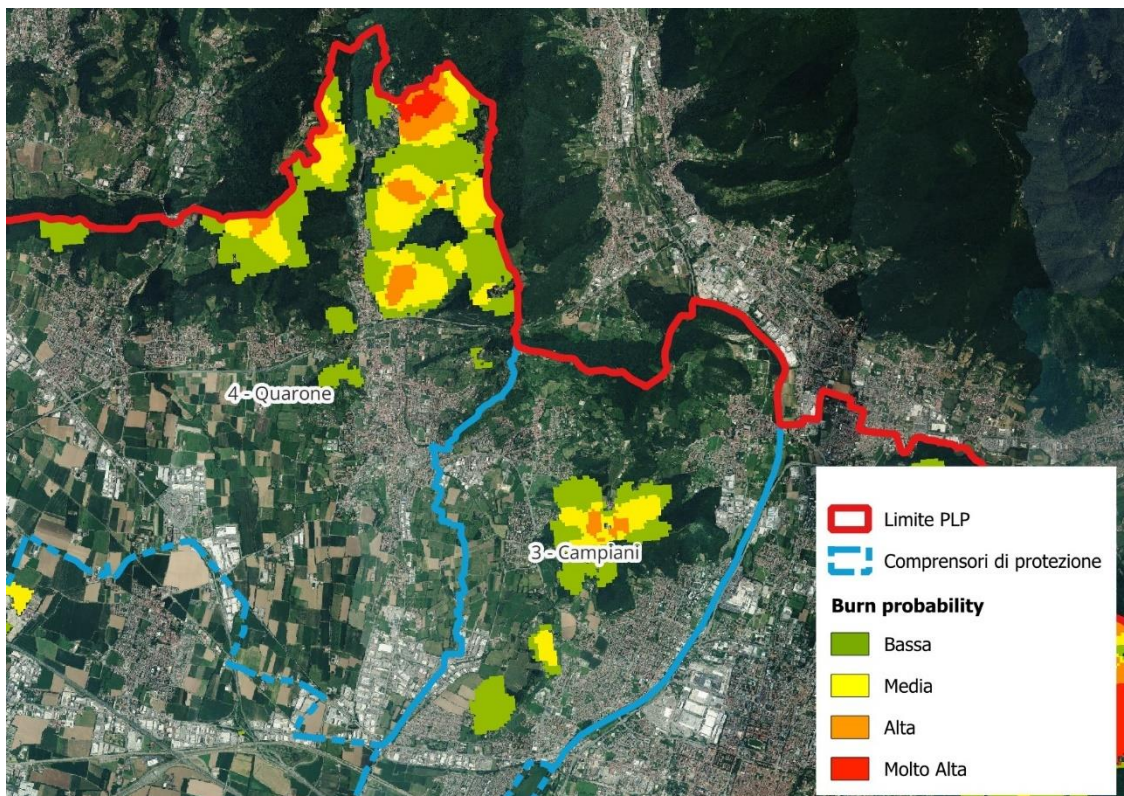 4 - Quarone
3 - Campiani
Limite PLP
Comprensori di protezione
Burn probability
Bassa
Media
Alta
Molto Alta